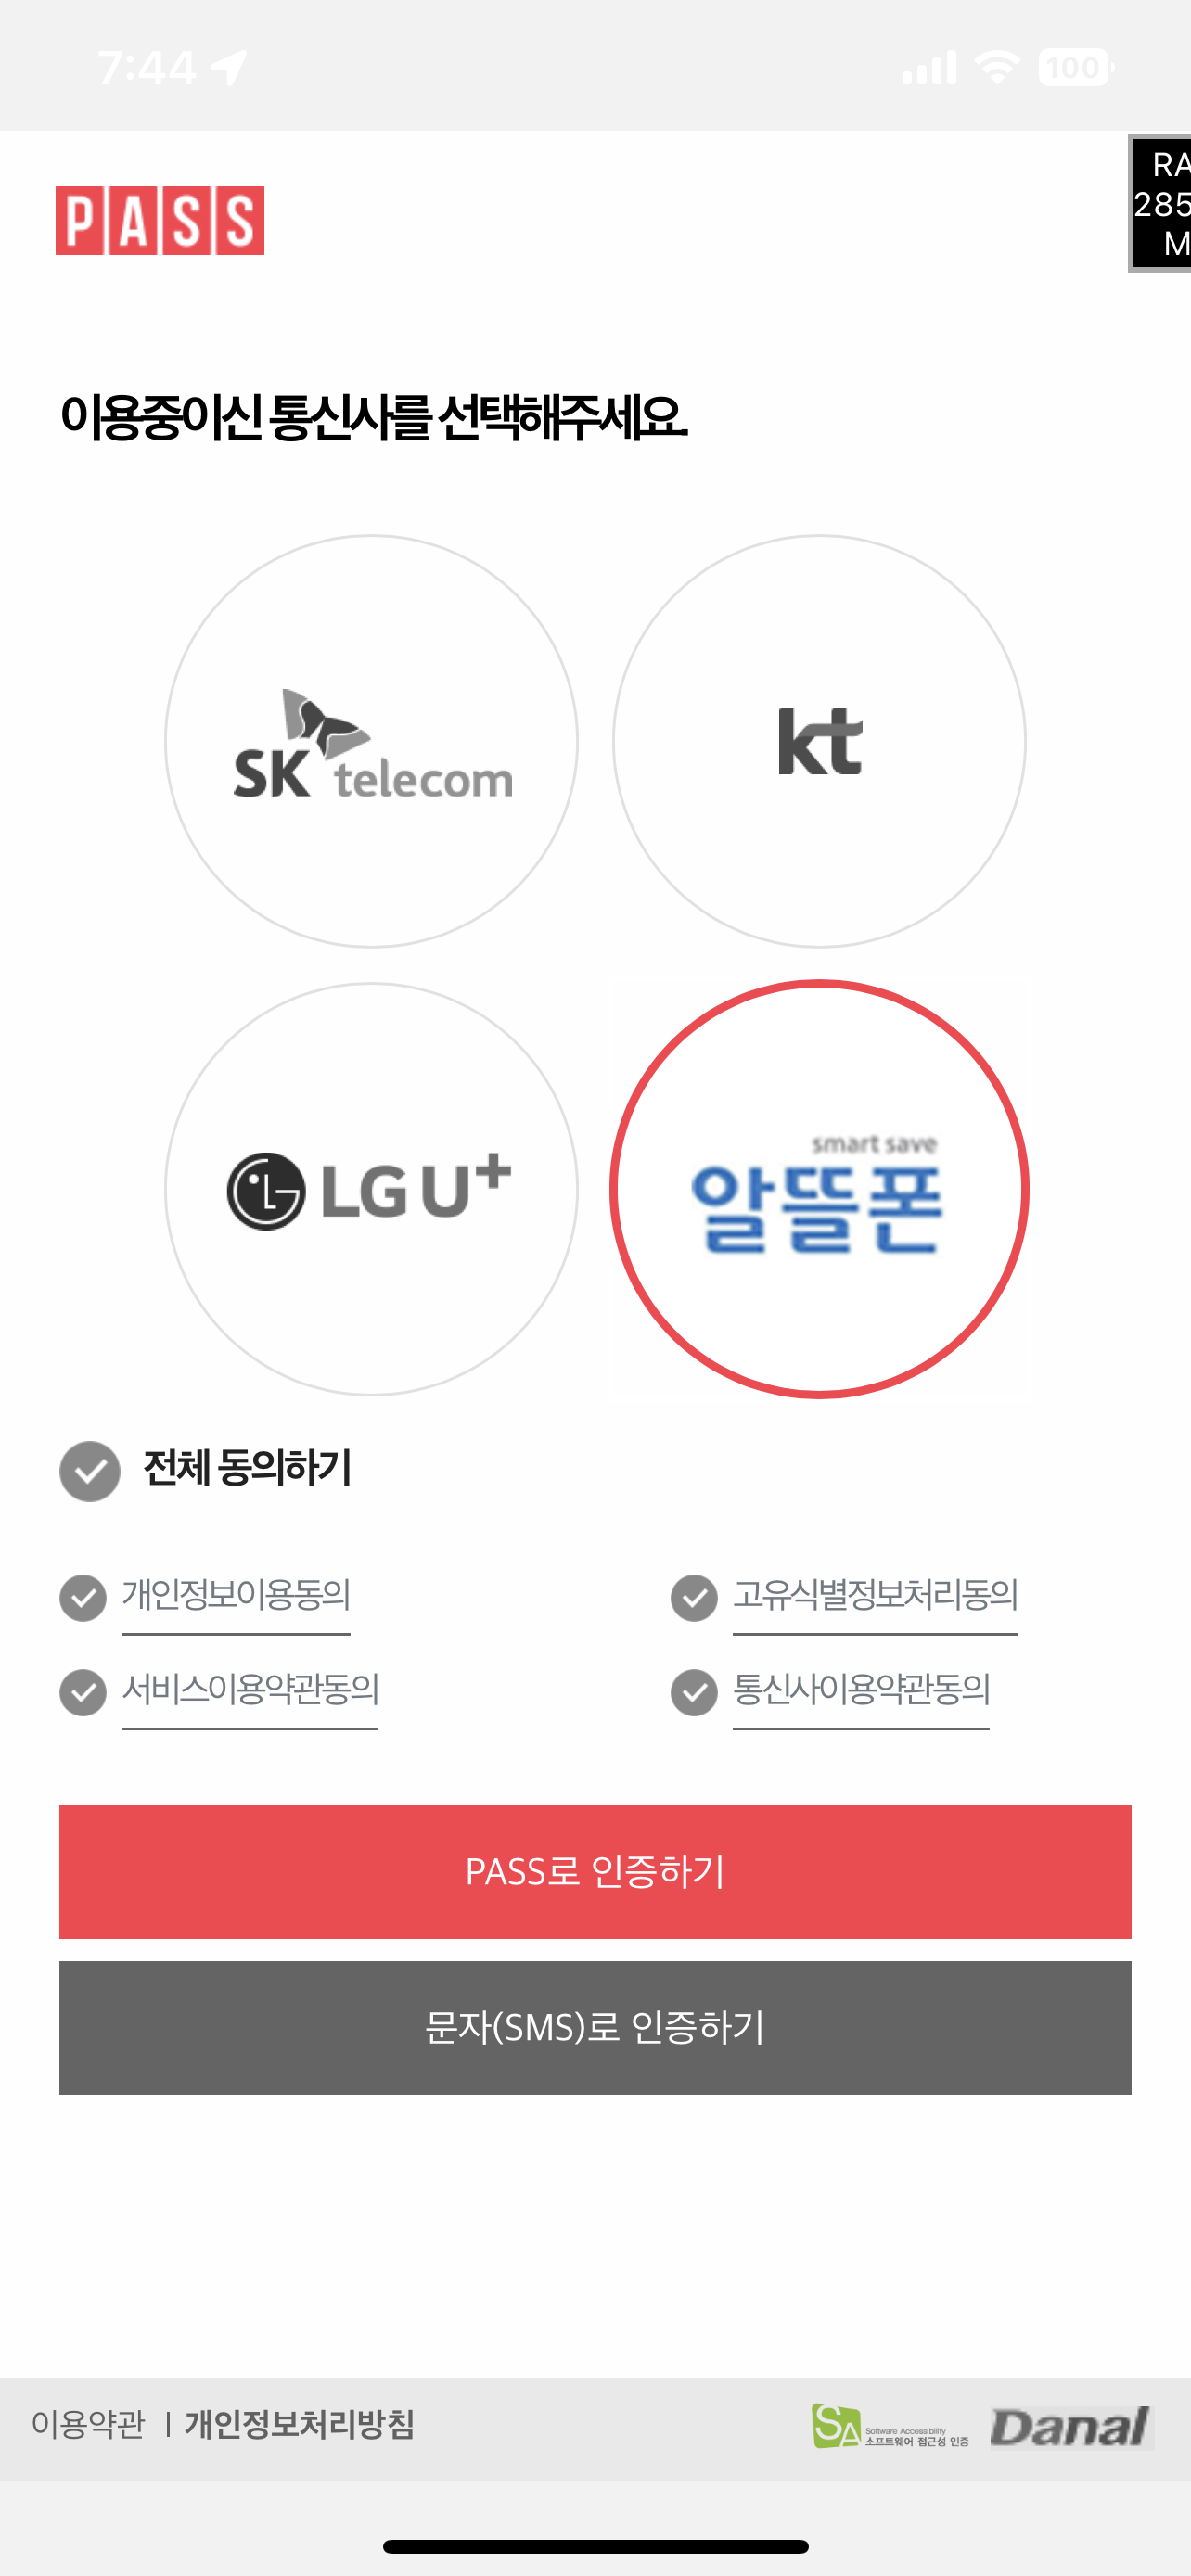 7:44
100
RA
285
M
PASS
이용중이신 통신사를 선택해주세요.
SK telecom
kt
LG U+
smart save
알뜰폰
전체 동의하기
개인정보이용동의
고유식별정보처리동의
서비스이용약관동의
통신사이용약관동의
PASS로 인증하기
문자(SMS)로 인증하기
이용약관 | 개인정보처리방침
SA
Software Accessibility
소프트웨어 접근성 인증
Danal